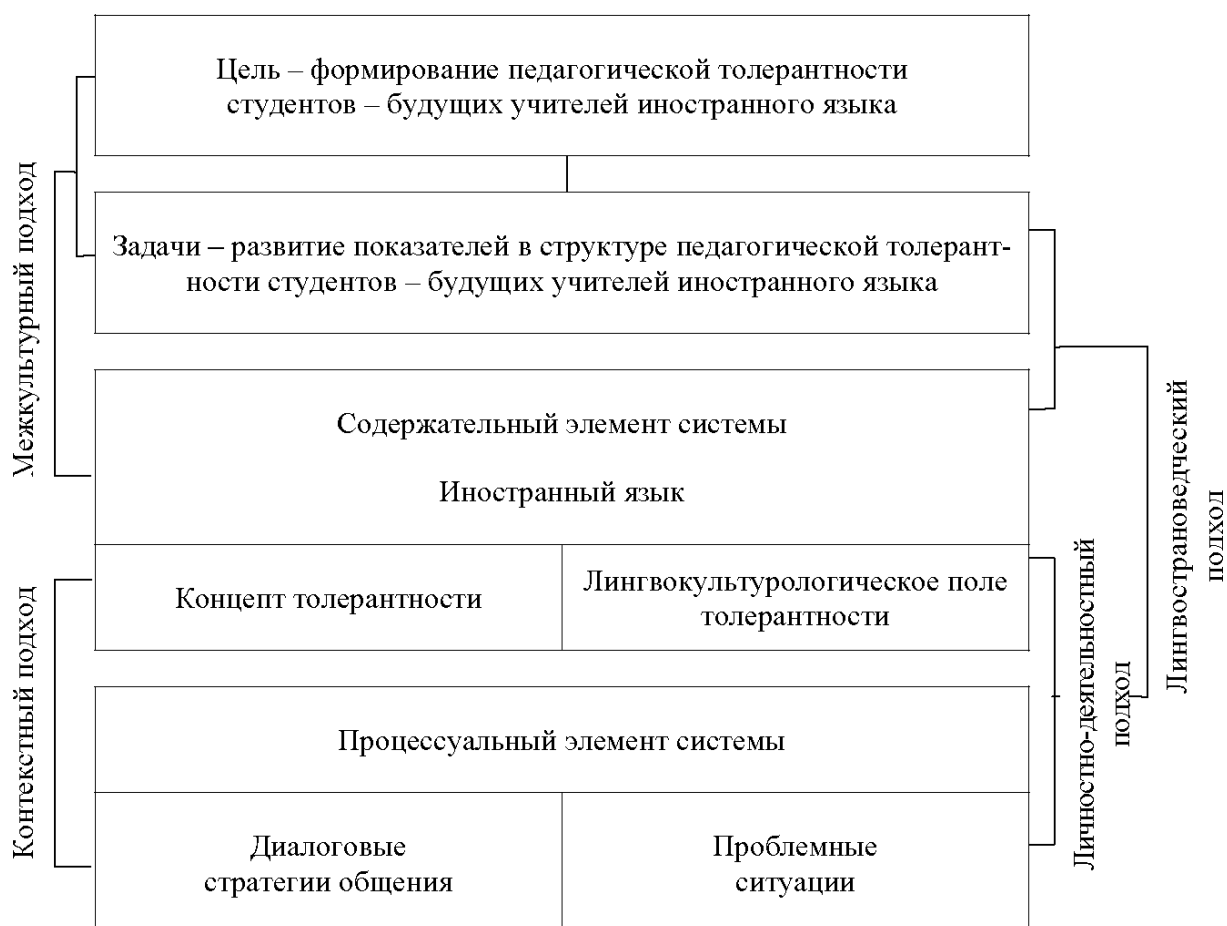 Цель – формирование педагогической толерантности
студентов – будущих учителей иностранного языка
Межкультурный подход
Задачи – развитие показателей в структуре педагогической толерант-
ности студентов – будущих учителей иностранного языка
Содержательный элемент системы
Иностранный язык
Лингвострановедческий
подход
Контекстный подход
Концепт толерантности
Лингвокультурологическое поле
толерантности
Личностно-деятельностный
подход
Процессуальный элемент системы
Диалоговые
стратегии общения
Проблемные
ситуации